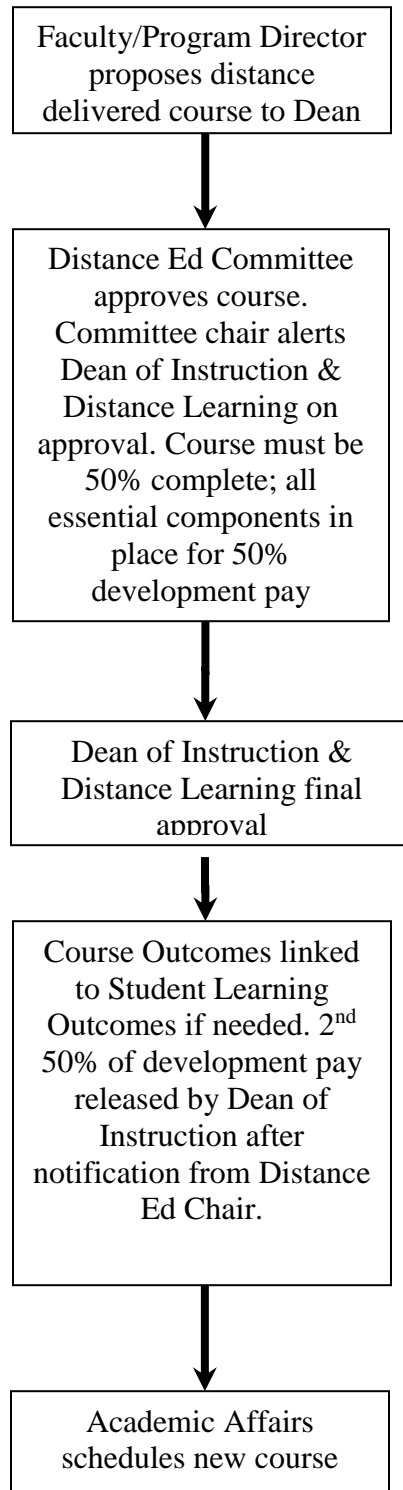 Faculty/Program Director
proposes distance
delivered course to Dean
Distance Ed Committee
approves course.
Committee chair alerts
Dean of Instruction &
Distance Learning on
approval. Course must be
50% complete; all
essential components in
place for 50%
development pay
Dean of Instruction &
Distance Learning final
approval
Course Outcomes linked
to Student Learning
Outcomes if needed. 2nd
50% of development pay
released by Dean of
Instruction after
notification from Distance
Ed Chair.
Academic Affairs
schedules new course